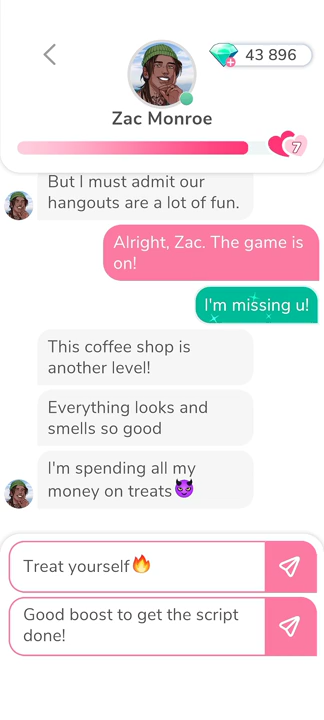 43 896
Zac Monroe
7
But I must admit our
hangouts are a lot of fun.
Alright, Zac. The game is
on!
I'm missing u!
This coffee shop is
another level!
Everything looks and
smells so good
I'm spending all my
money on treats😈
Treat yourself🔥
Good boost to get the script
done!